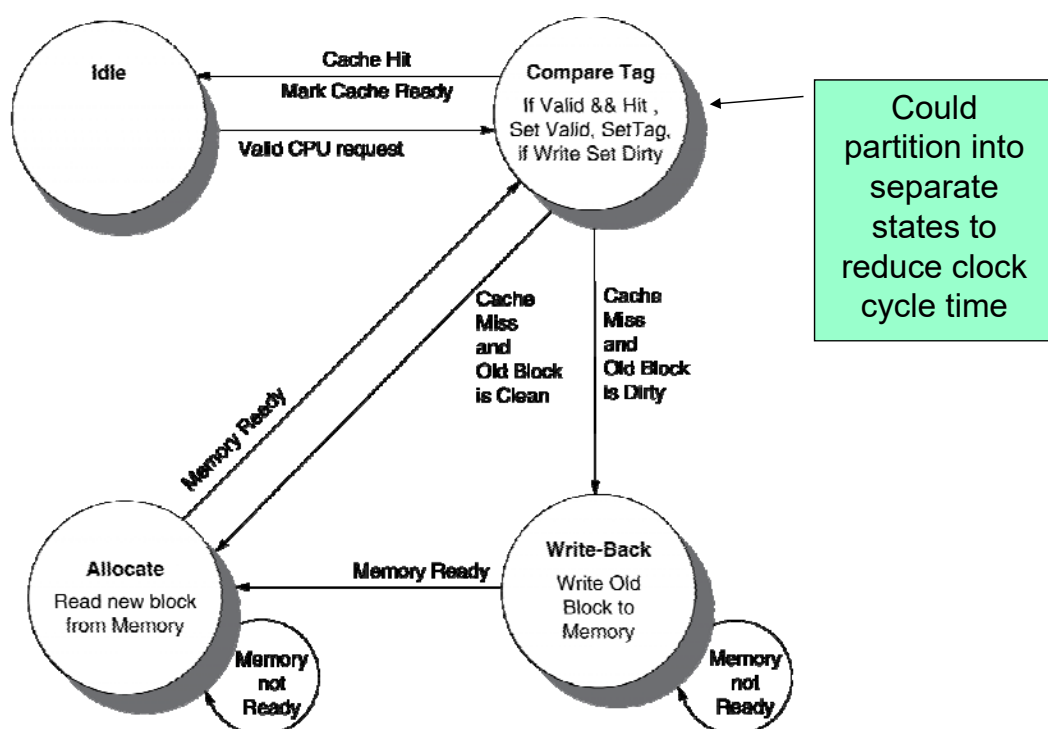 Idle
Cache Hit
Mark Cache Ready
Valid CPU request
Compare Tag
If Valid && Hit ,
Set Valid, SetTag,
if Write Set Dirty
Could
partition into
separate
states to
reduce clock
cycle time
Cache
Miss
and
Old Block
is Clean
Cache
Miss
and
Old Block
is Dirty
Memory Ready
Allocate
Read new block
from Memory
Memory Ready
Write-Back
Write Old
Block to
Memory
Memory
not
Ready
Memory
not
Ready